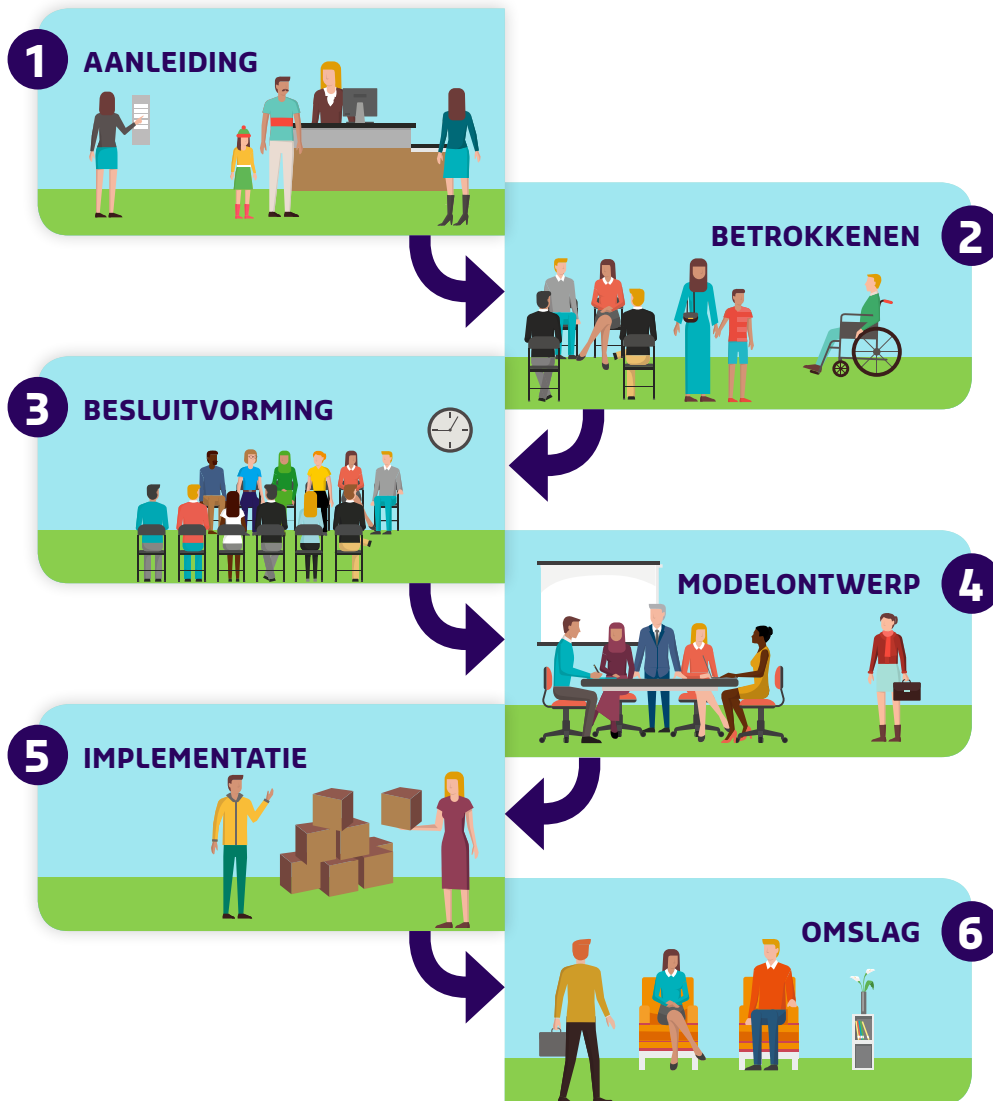 1 AANLEIDING
BETROKKENEN 2
3 BESLUITVORMING
MODELONTWERP 4
5 IMPLEMENTATIE
OMSLAG 6